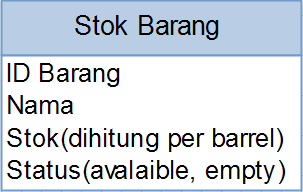 Stok Barang
ID Barang
Nama
Stok(dihitung per barrel)
Status(avalaible, empty)